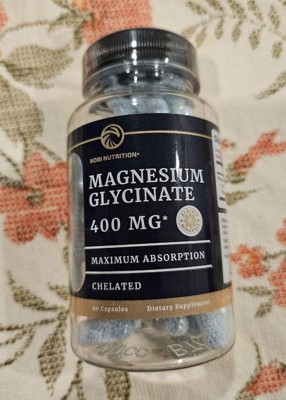 NOBI NUTRITION®
MAGNESIUM
GLYCINATE
400 MG*
MAXIMUM ABSORPTION
CHELATED
60 Capsules Dietary Supplement